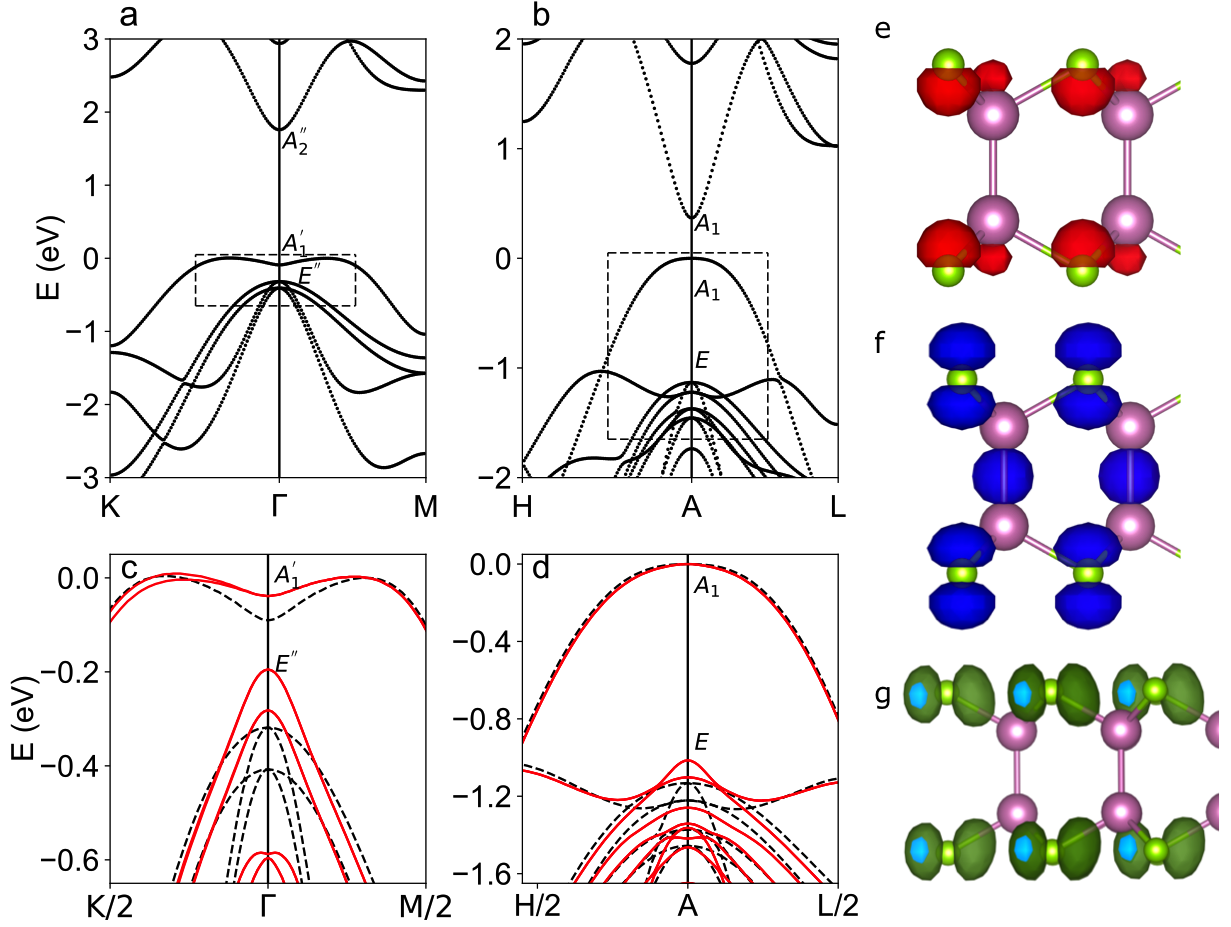 a
b
e
3
2
1
0
−1
−2
−3
E (eV)
A₂″
A₁′
E″
K
Γ
M
2
1
0
−1
−2
A₁
A₁
E
H
A
L
f
c
0.0
−0.2
−0.4
−0.6
E (eV)
A₁′
E″
K/2
Γ
M/2
d
0.0
−0.4
−0.8
−1.2
−1.6
A₁
E
H/2
A
L/2
g